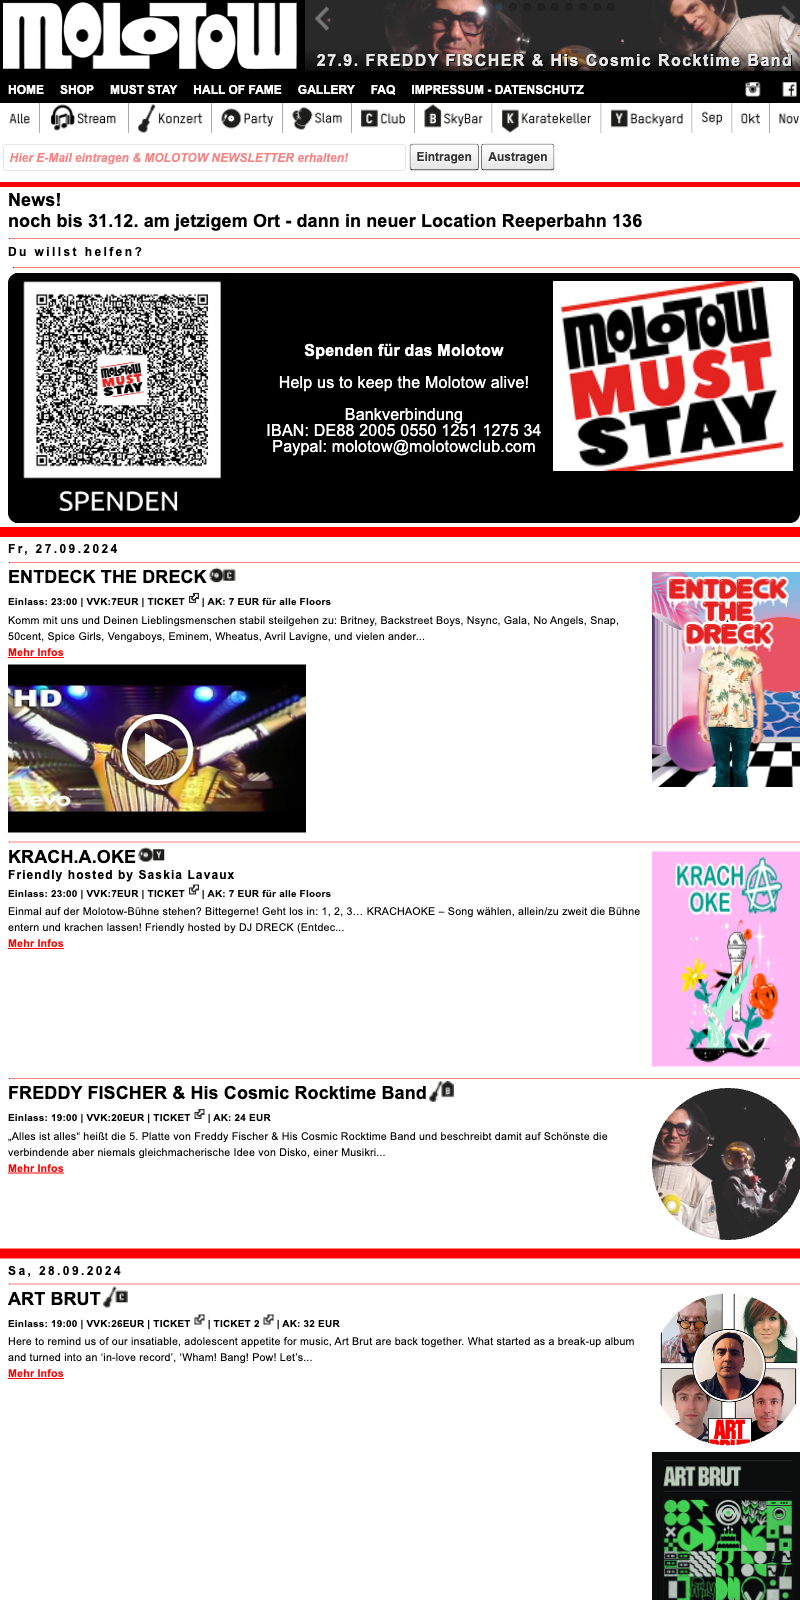 MOLOTOW
27.9. FREDDY FISCHER & His Cosmic Rocktime Band
HOME SHOP MUST STAY HALL OF FAME GALLERY FAQ IMPRESSUM - DATENSCHUTZ
Alle Stream Konzert Party Slam C Club B SkyBar K Karatekeller Y Backyard Sep Okt Nov
Hier E-Mail eintragen & MOLOTOW NEWSLETTER erhalten! Eintragen Austragen
News!
noch bis 31.12. am jetzigem Ort - dann in neuer Location Reeperbahn 136
Du willst helfen?
MOLOTOW
MUST
STAY
SPENDEN
Spenden für das Molotow
Help us to keep the Molotow alive!
Bankverbindung
IBAN: DE88 2005 0550 1251 1275 34
Paypal: molotow@molotowclub.com
MOLOTOW
MUST
STAY
Fr, 27.09.2024
ENTDECK THE DRECK C
Einlass: 23:00 | VVK:7EUR | TICKET | AK: 7 EUR für alle Floors
Komm mit uns und Deinen Lieblingsmenschen stabil steilgehen zu: Britney, Backstreet Boys, Nsync, Gala, No Angels, Snap,
50cent, Spice Girls, Vengaboys, Eminem, Wheatus, Avril Lavigne, und vielen ander...
Mehr Infos
HD
vevo
ENTDECK
THE
DRECK
KRACH.A.OKE Y
Friendly hosted by Saskia Lavaux
Einlass: 23:00 | VVK:7EUR | TICKET | AK: 7 EUR für alle Floors
Einmal auf der Molotow-Bühne stehen? Bittegerne! Geht los in: 1, 2, 3… KRACHAOKE – Song wählen, allein/zu zweit die Bühne
entern und krachen lassen! Friendly hosted by DJ DRECK (Entdec...
Mehr Infos
KRACH A
OKE
FREDDY FISCHER & His Cosmic Rocktime Band B
Einlass: 19:00 | VVK:20EUR | TICKET | AK: 24 EUR
„Alles ist alles“ heißt die 5. Platte von Freddy Fischer & His Cosmic Rocktime Band und beschreibt damit auf Schönste die
verbindende aber niemals gleichmacherische Idee von Disko, einer Musikri...
Mehr Infos
Sa, 28.09.2024
ART BRUT C
Einlass: 19:00 | VVK:26EUR | TICKET | TICKET 2 | AK: 32 EUR
Here to remind us of our insatiable, adolescent appetite for music, Art Brut are back together. What started as a break-up album
and turned into an ‘in-love record’, ‘Wham! Bang! Pow! Let’s...
Mehr Infos
ART
BRUT
ART BRUT